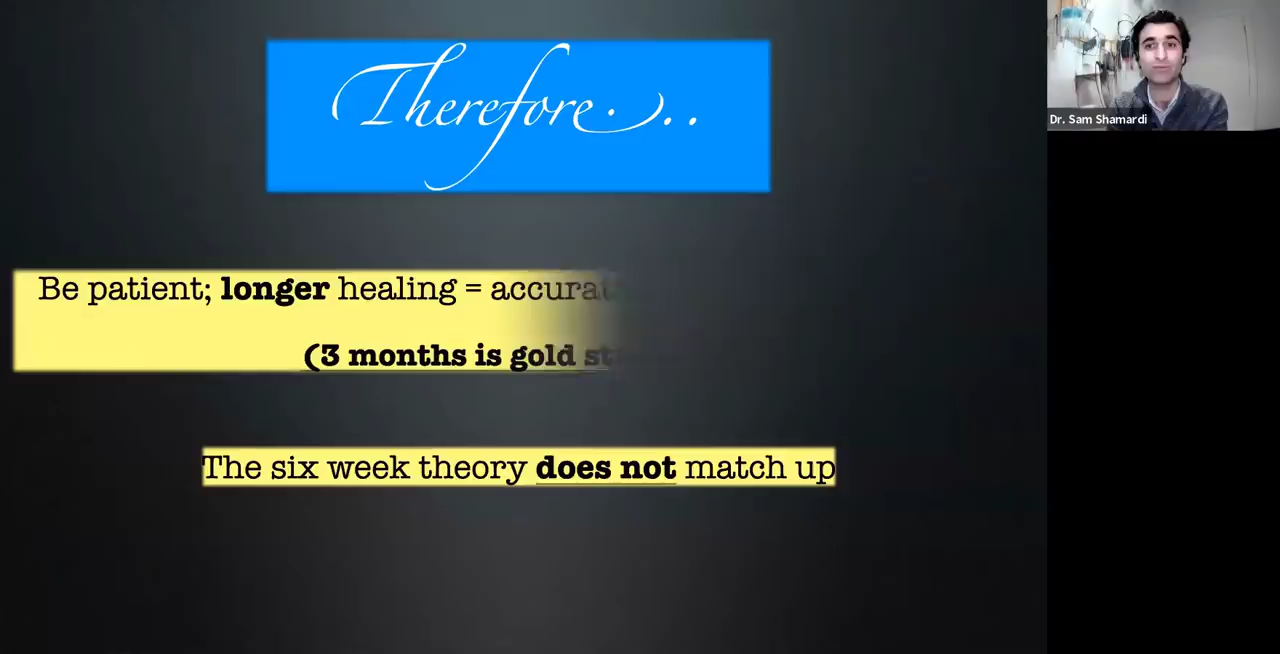 Therefore...
Dr. Sam Shamardi
Be patient; longer healing =
(3 months is gold
The six week theory does not match up